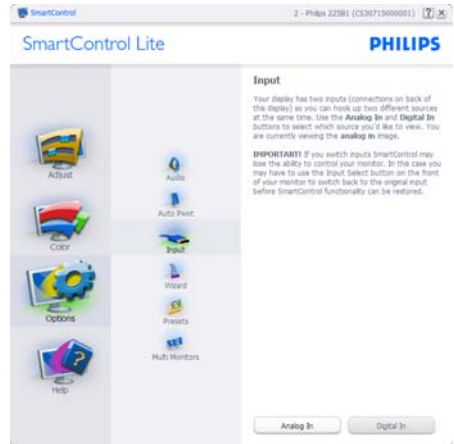 SmartControl
2 - Philips 225B1 (CS30715000001)
SmartControl Lite
PHILIPS
Adjust
Color
Options
Help
Audio
Auto Pivot
Input
Wizard
Presets
Multi Monitors
Input
Your display has two inputs (connections on back of
the display) so you can hook up two different sources
at the same time. Use the Analog In and Digital In
buttons to select which source you'd like to view. You
are currently viewing the analog in image.
IMPORTANT! If you switch inputs SmartControl may
lose the ability to control your monitor. In this case you
may have to use the Input Select button on the front
of your monitor to switch back to the original input
before SmartControl functionality can be restored.
Analog In
Digital In